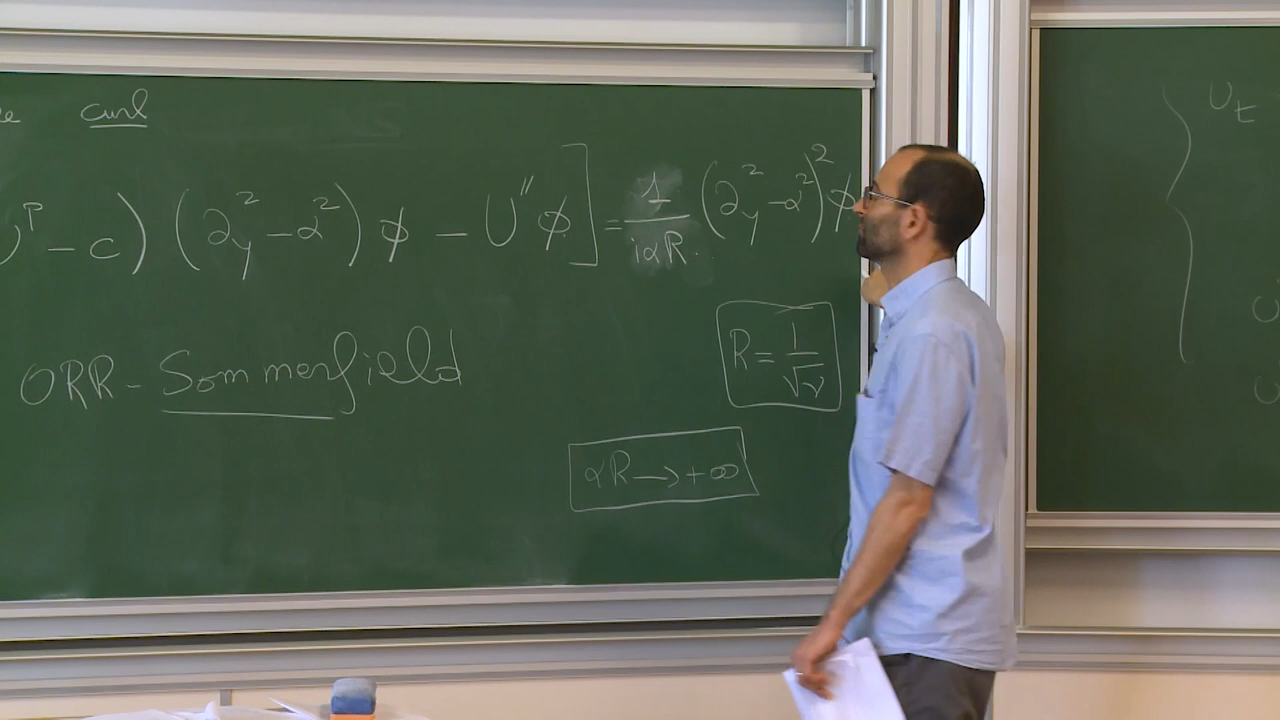 curl
U^P - c) (∂_y^2 - α^2) φ - U'' φ ] = 1/(iαR) (∂_y^2 - α^2)^2 φ
ORR - Sommerfield
R = 1/√ν
αR → +∞
U_t